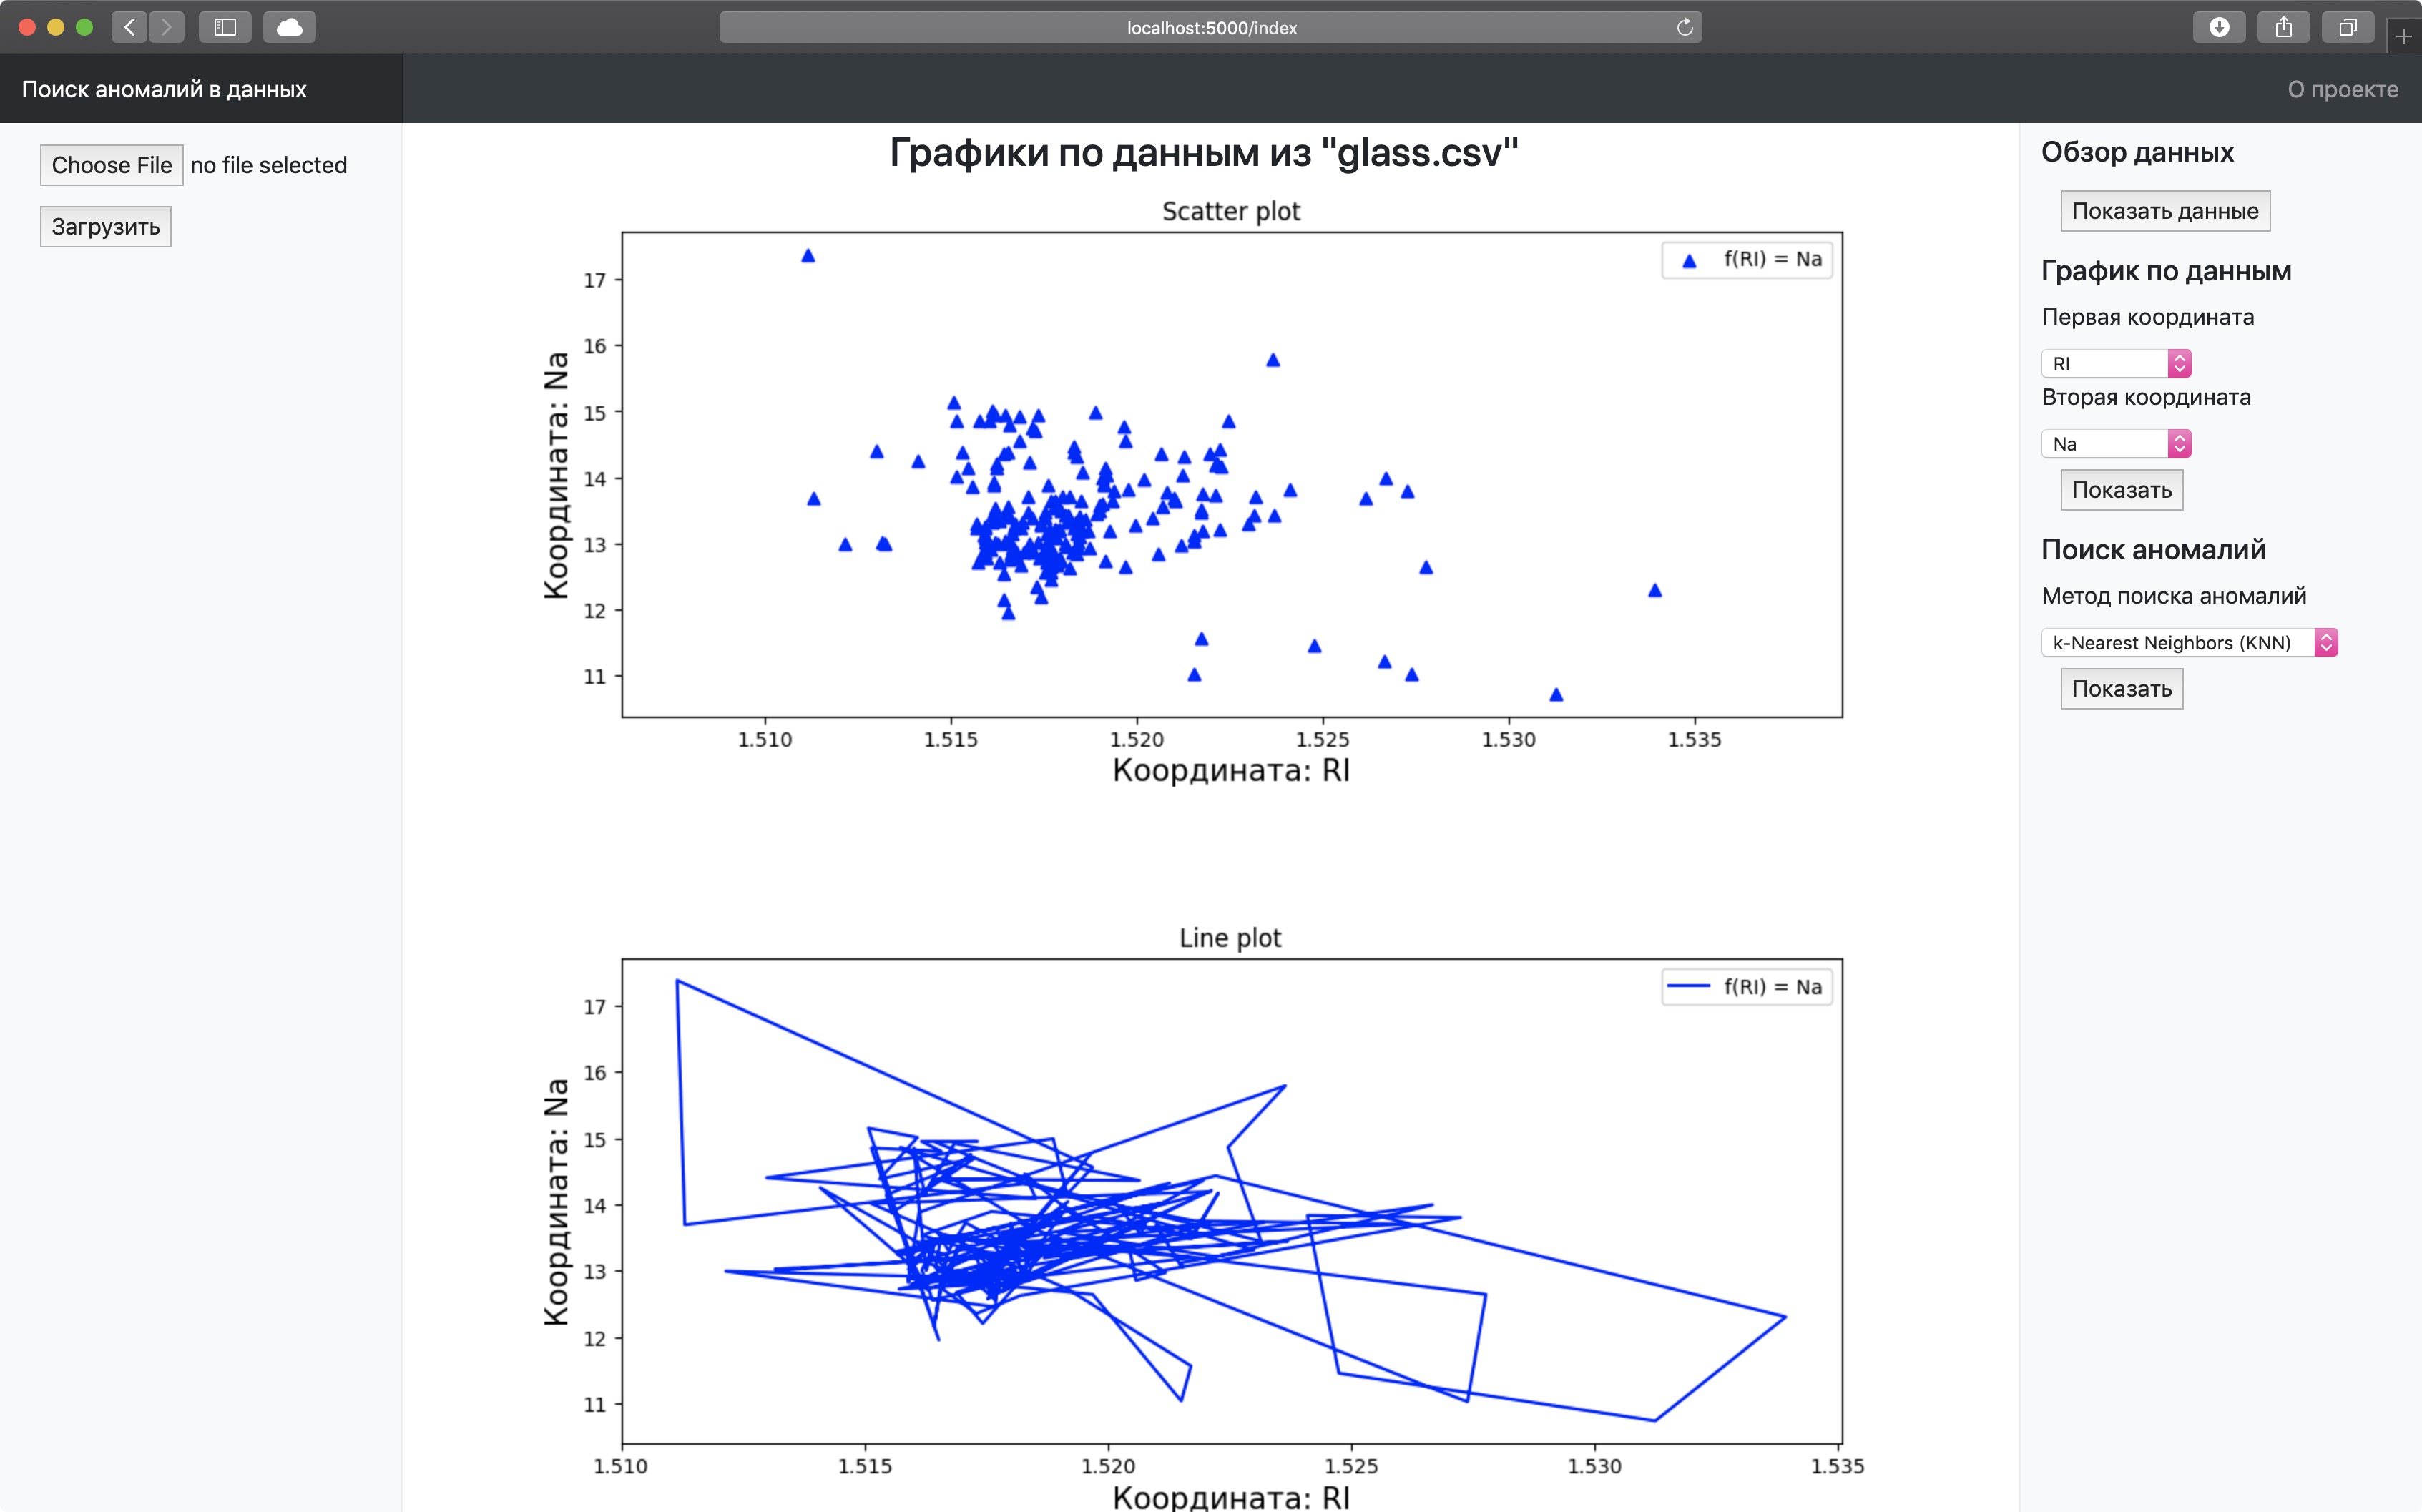 localhost:5000/index
Поиск аномалий в данных
О проекте
Choose File no file selected
Загрузить
Графики по данным из "glass.csv"
Scatter plot
f(RI) = Na
17
16
15
14
13
12
11
Координата: Na
1.510 1.515 1.520 1.525 1.530 1.535
Координата: RI
Line plot
f(RI) = Na
17
16
15
14
13
12
11
Координата: Na
1.510 1.515 1.520 1.525 1.530 1.535
Координата: RI
Обзор данных
Показать данные
График по данным
Первая координата
RI
Вторая координата
Na
Показать
Поиск аномалий
Метод поиска аномалий
k-Nearest Neighbors (KNN)
Показать